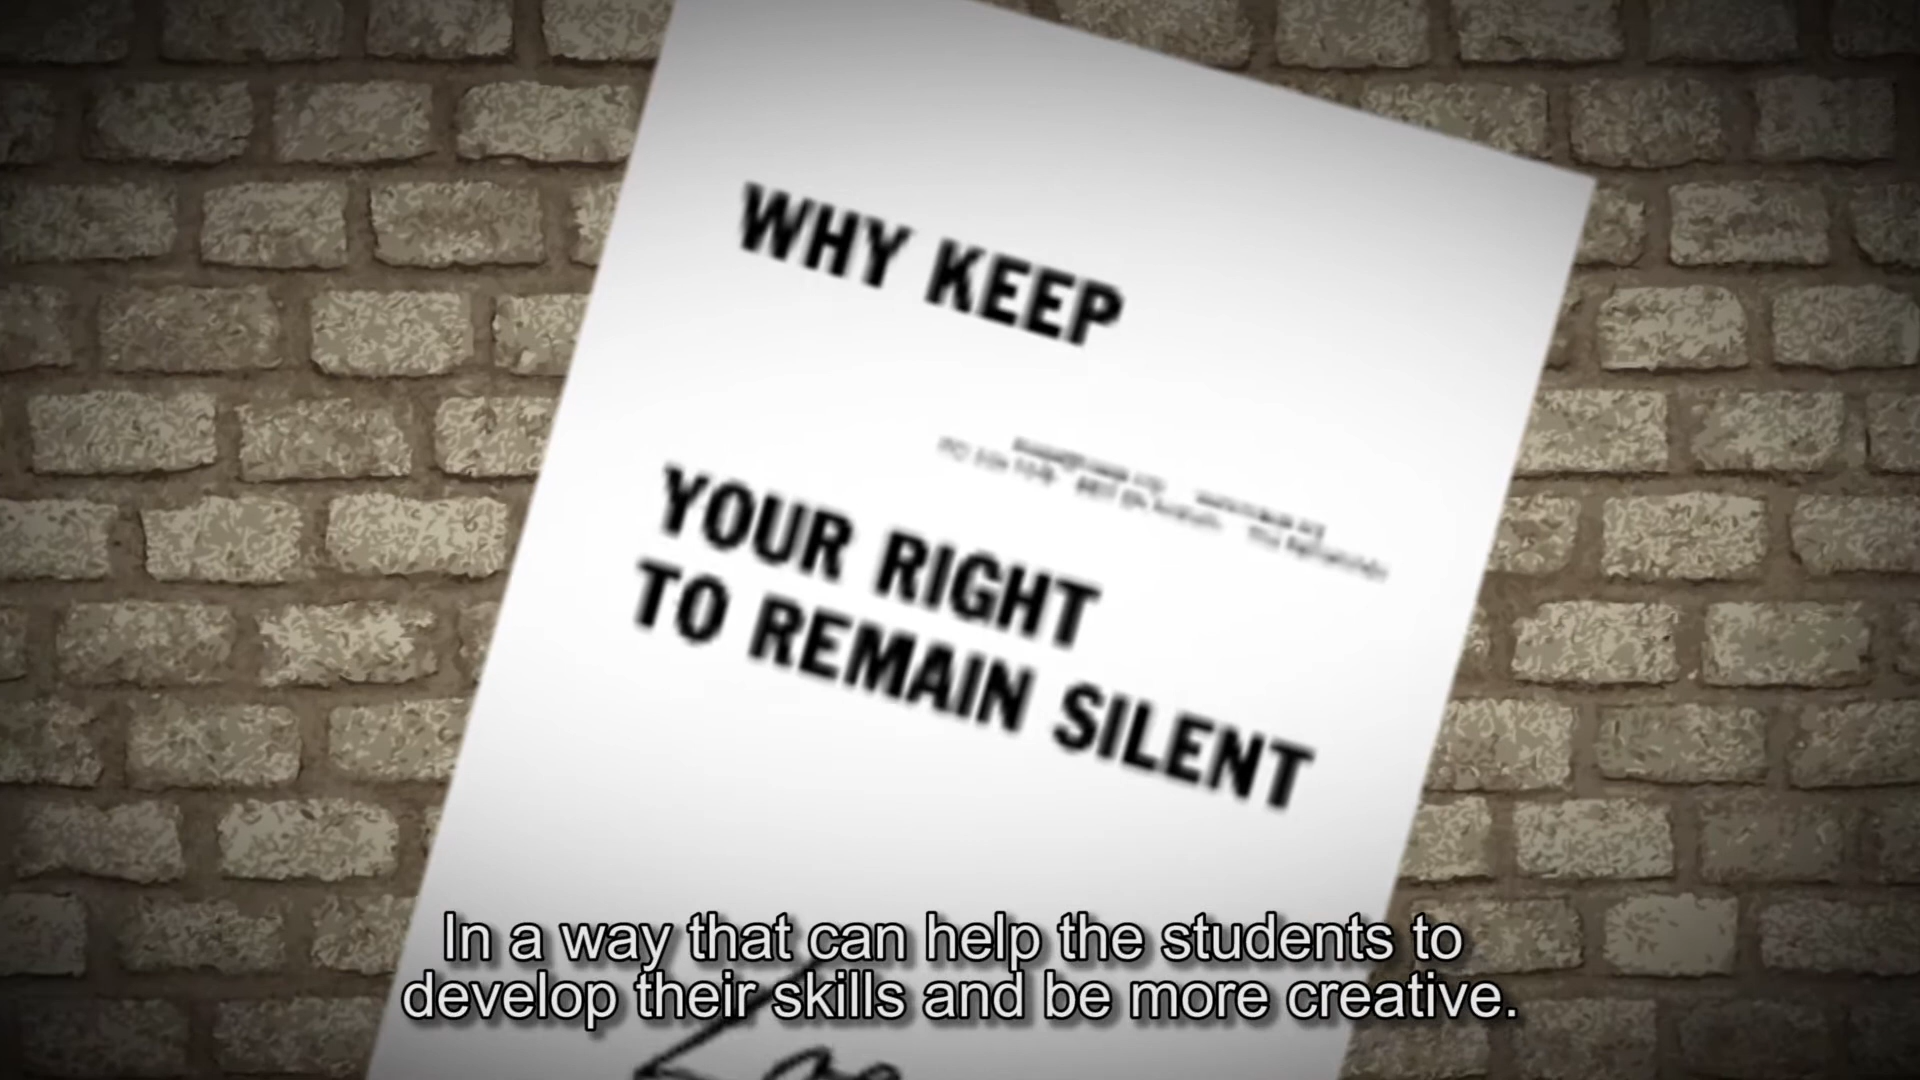 WHY KEEP
YOUR RIGHT
TO REMAIN SILENT
In a way that can help the students to
develop their skills and be more creative.